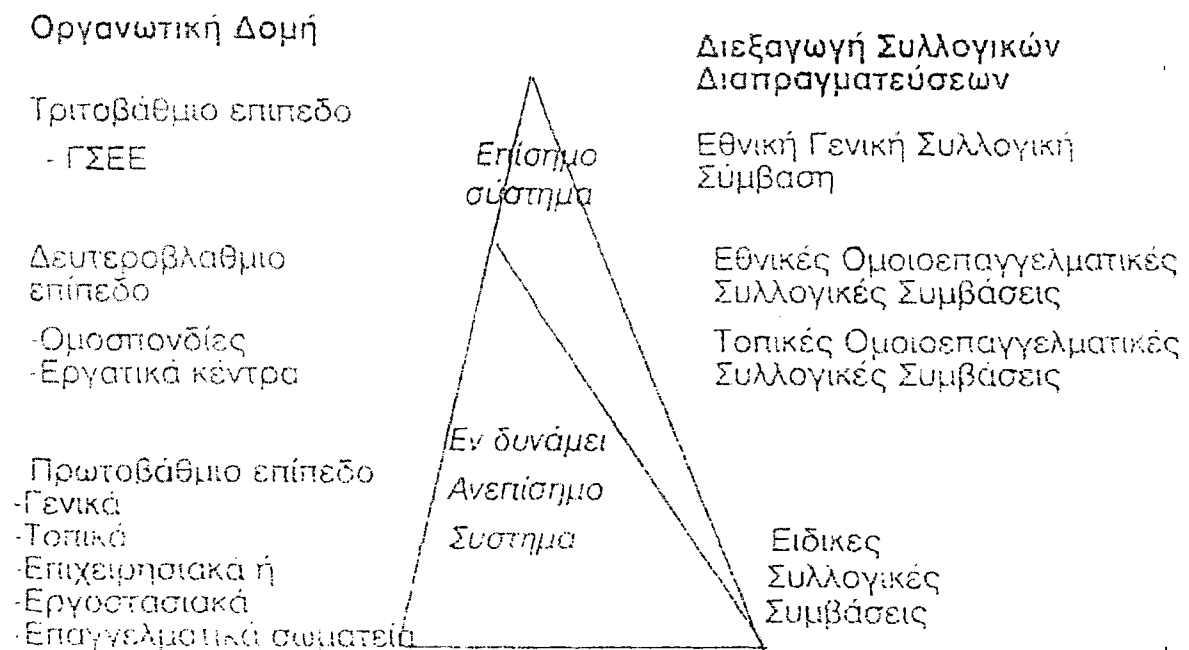 Οργανωτική Δομή
Τριτοβάθμιο επιπεδο
- ΓΣΕΕ
Δευτεροβλαθμιο
επίπεδο
-Ομοσπονδίες
-Εργατικά κέντρα
Πρωτοβάθμιο επίπεδο
-Γενικά
-Τοπικά
-Επιχειρησιακά ή
-Εργοστασιακά
-Επαγγελματικά σωματεία
Επίσημο
σύστημα
Εν δυνάμει
Ανεπίσημο
Συστημα
Διεξαγωγή Συλλογικών
Διαπραγματεύσεων
Εθνική Γενική Συλλογική
Σύμβαση
Εθνικές Ομοιοεπαγγελματικές
Συλλογικές Συμβάσεις
Τοπικές Ομοιοεπαγγελματικές
Συλλογικές Συμβάσεις
Ειδικες
Συλλογικές
Συμβάσεις